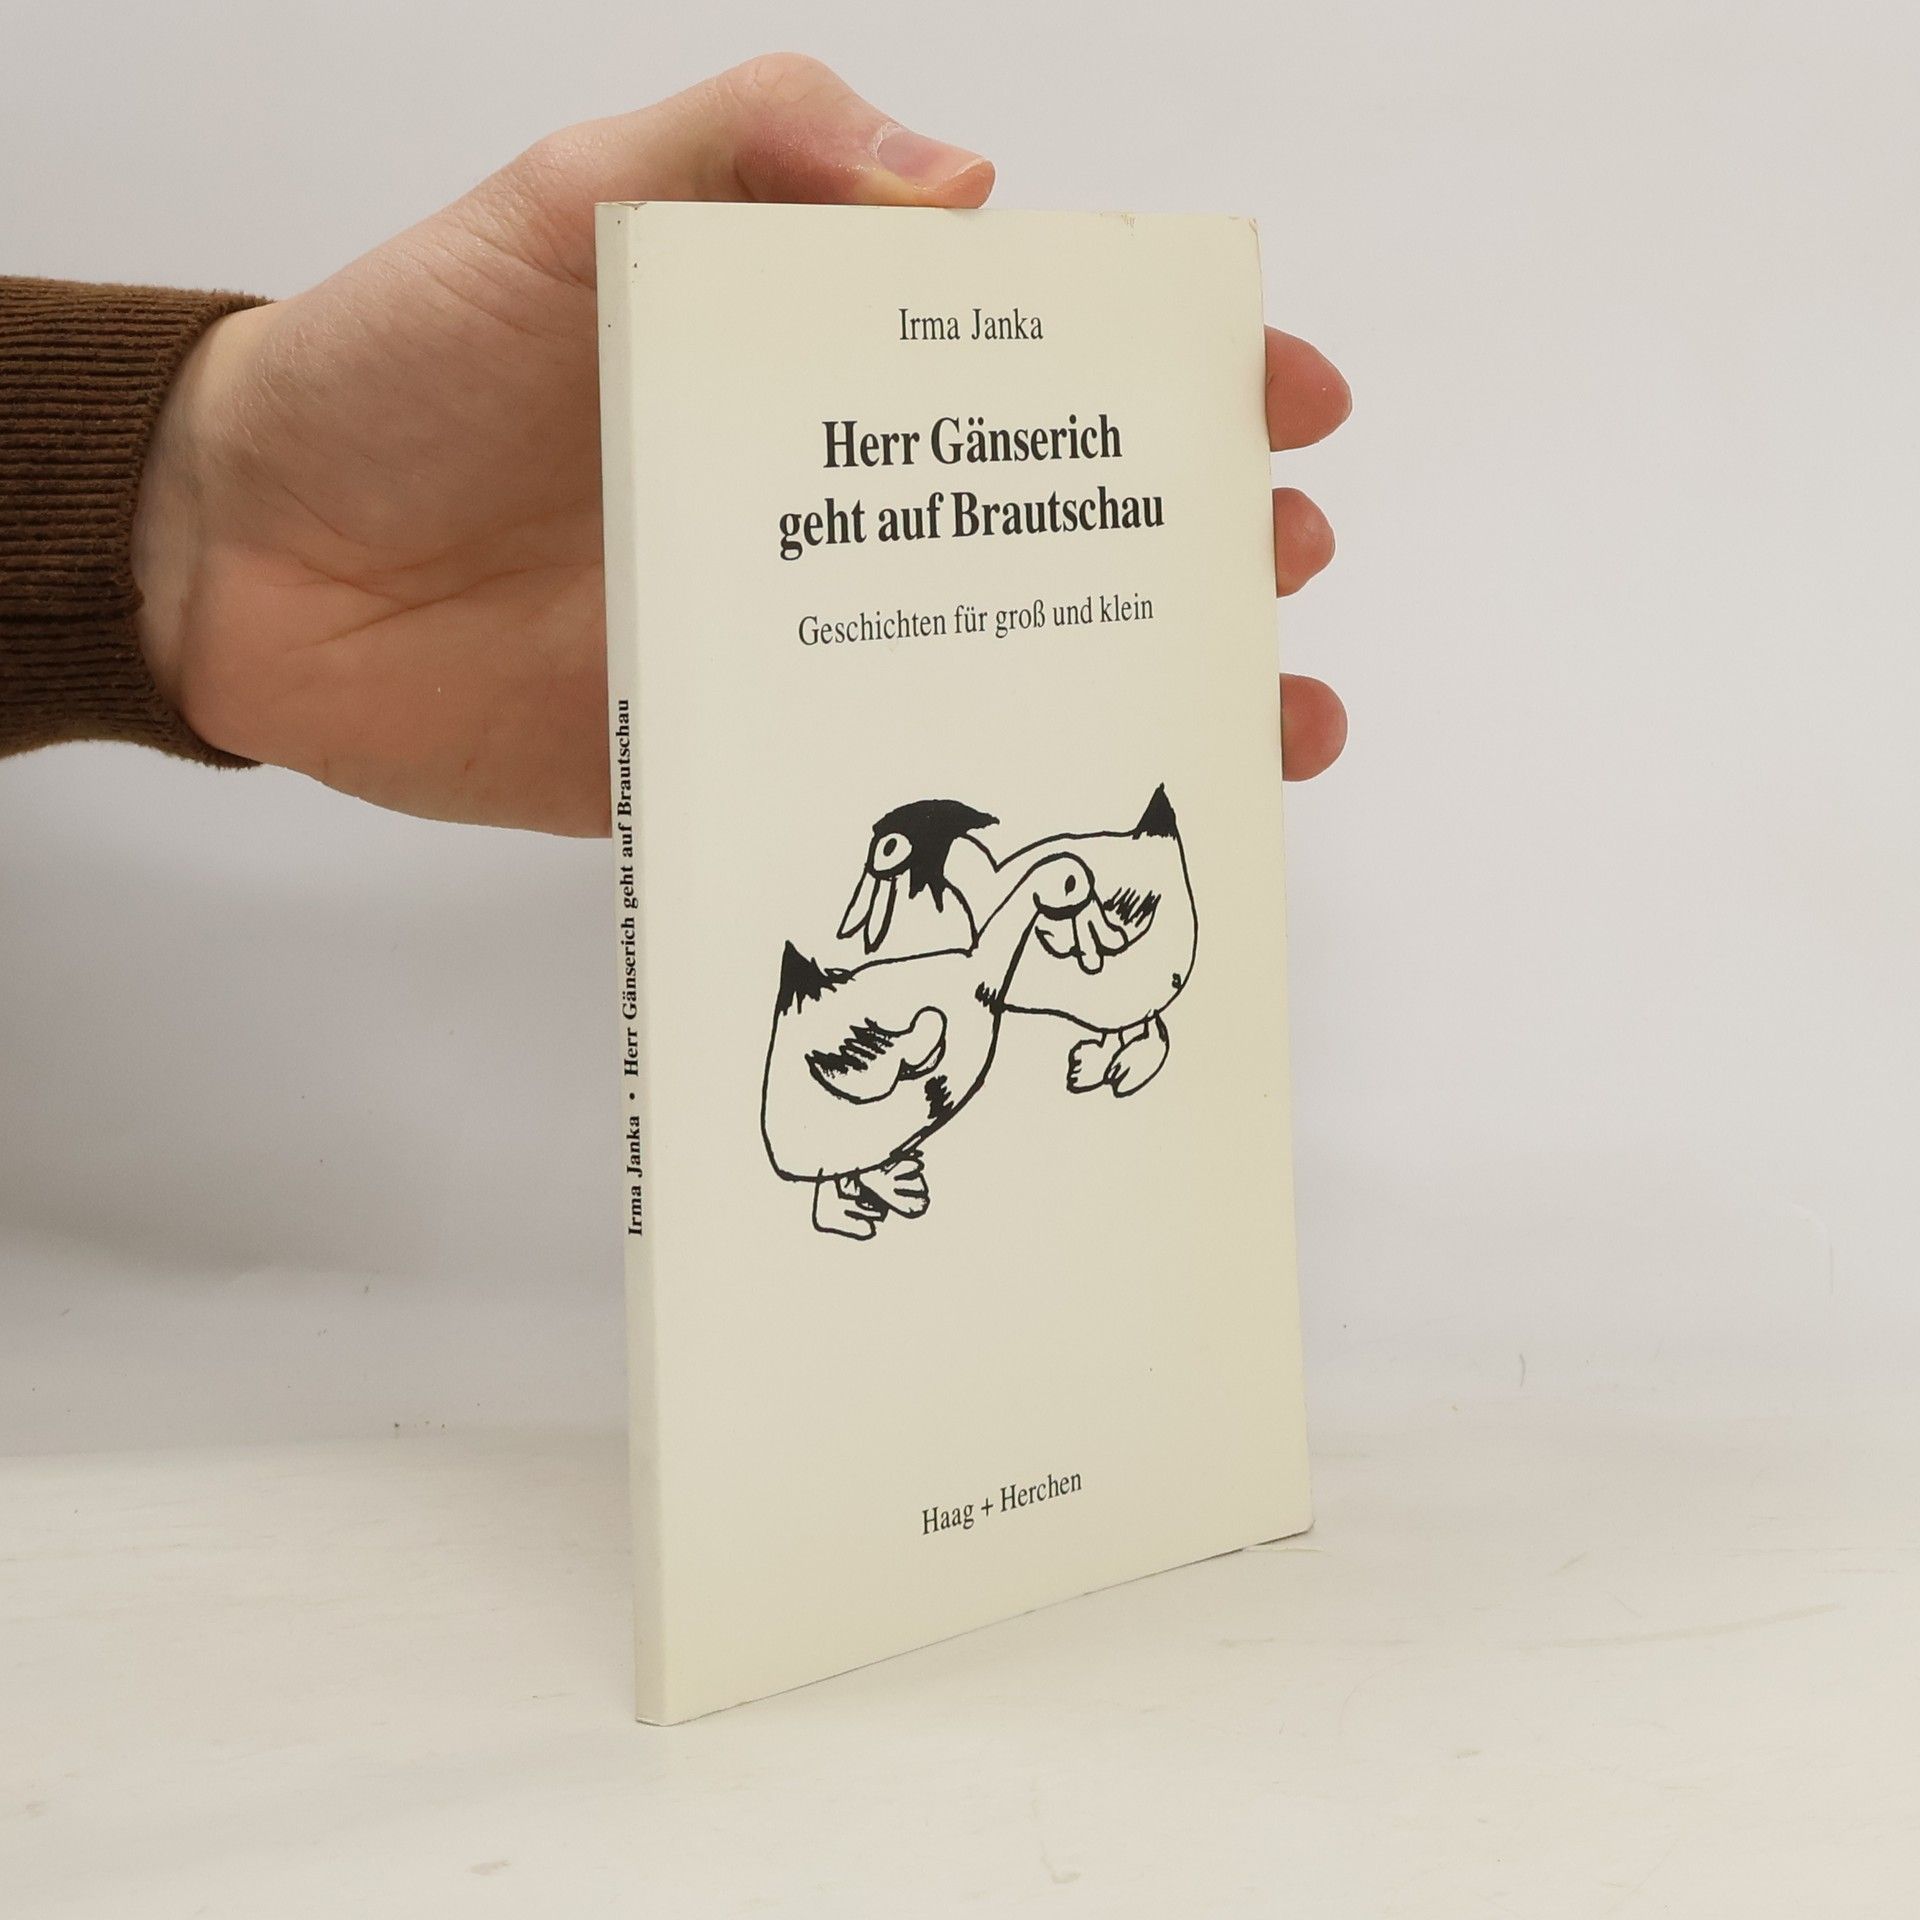 Irma Janka
Herr Gänserich
geht auf Brautschau
Geschichten für groß und klein
Haag + Herchen
Irma Janka • Herr Gänserich geht auf Brautschau